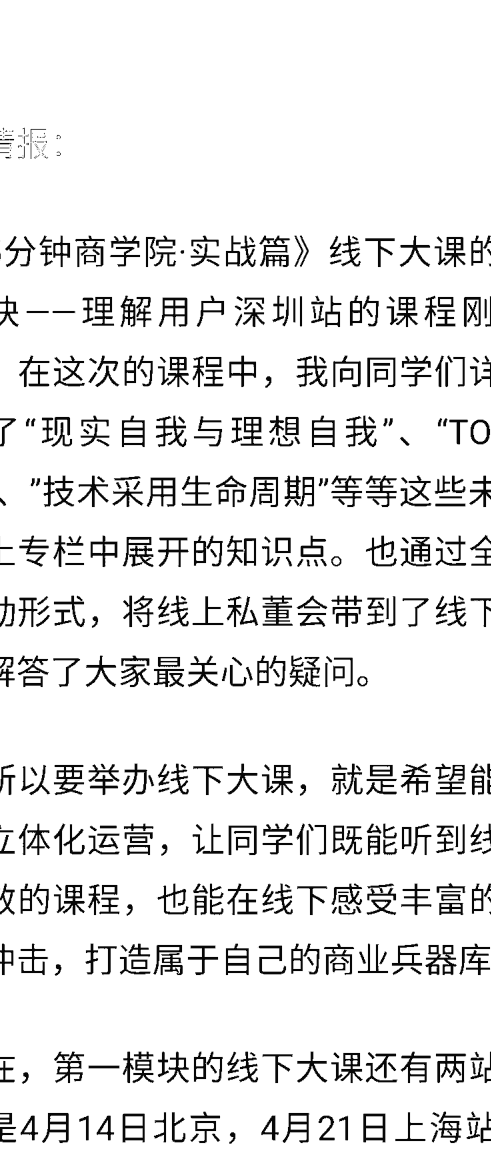 情报：
分钟商学院·实战篇》线下大课的
块——理解用户深圳站的课程刚
在这次的课程中，我向同学们详
了“现实自我与理想自我”、“TO
、”技术采用生命周期”等等这些未
上专栏中展开的知识点。也通过全
动形式，将线上私董会带到了线下
解答了大家最关心的疑问。
所以要举办线下大课，就是希望能
立体化运营，让同学们既能听到线
致的课程，也能在线下感受丰富的
冲击，打造属于自己的商业兵器库
在，第一模块的线下大课还有两站
是4月14日北京，4月21日上海站